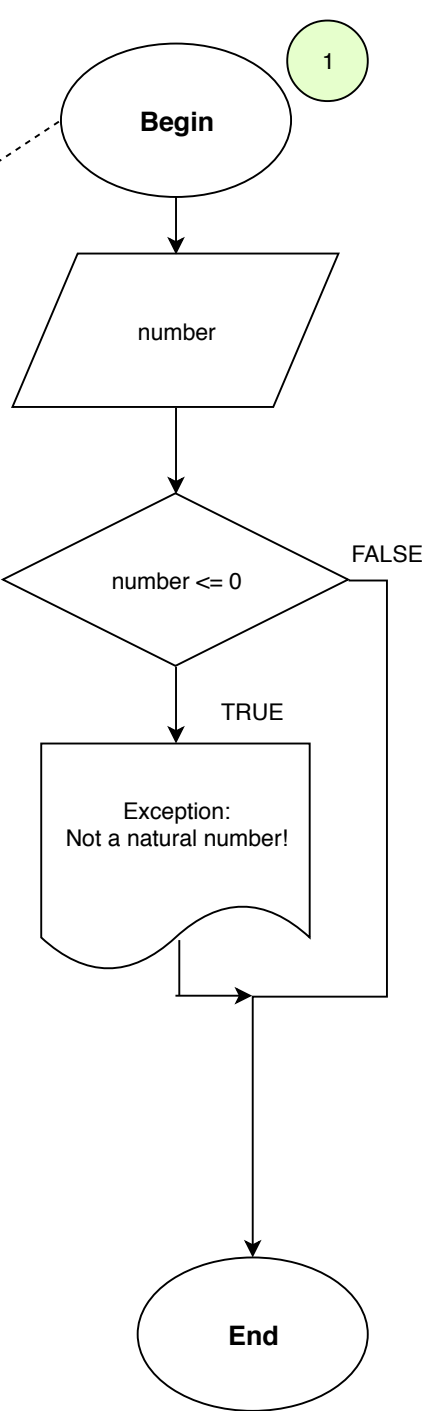 1
Begin
number
number <= 0
FALSE
TRUE
Exception:
Not a natural number!
End